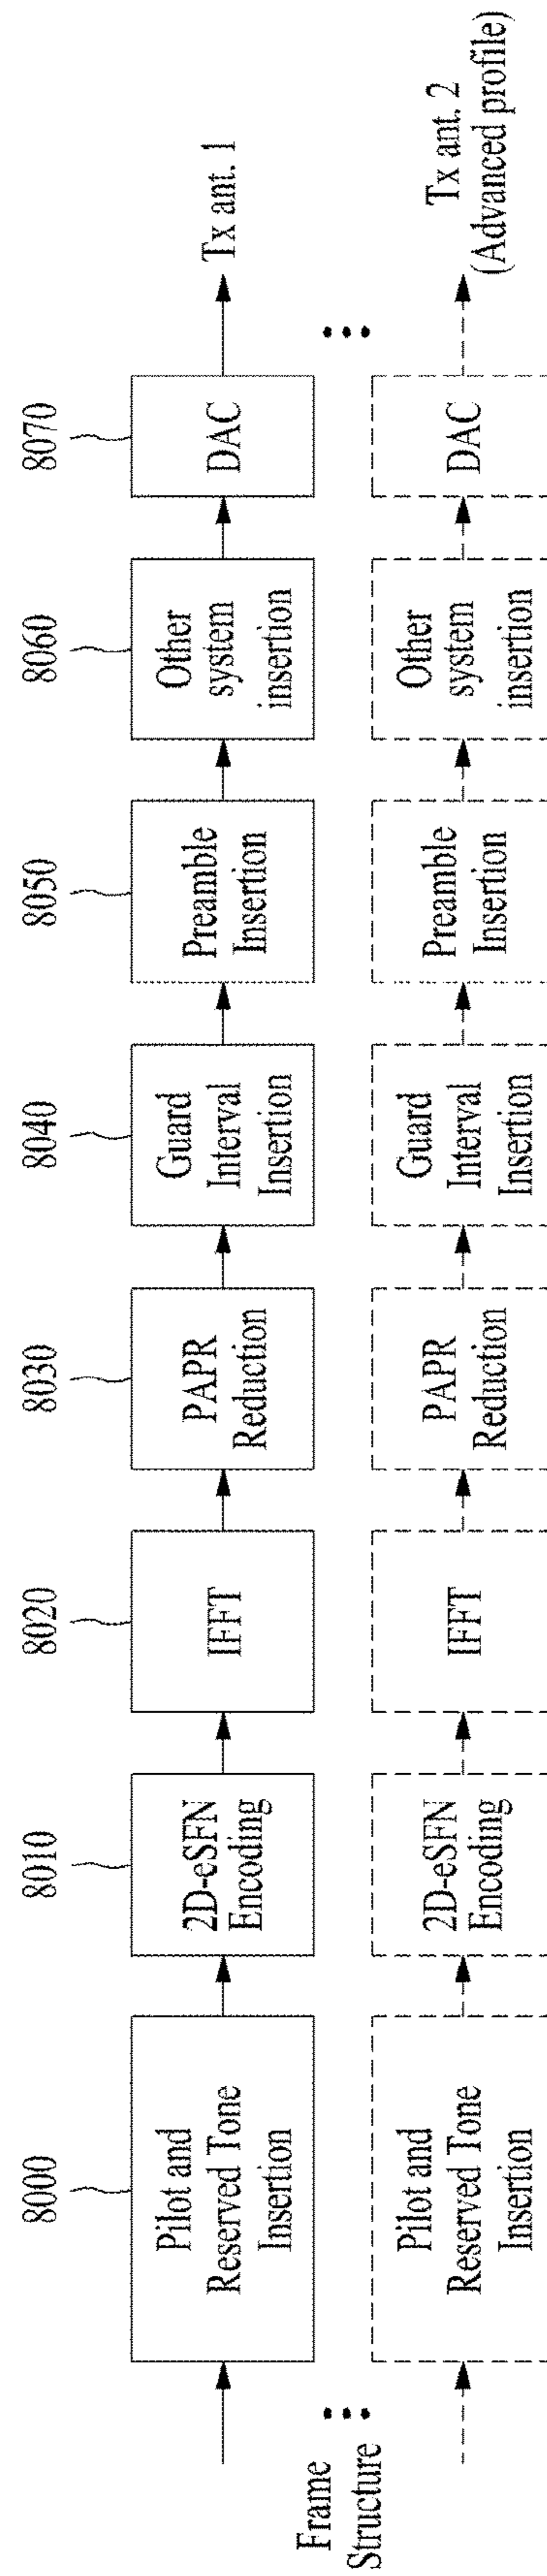 8000
8010
8020
8030
8040
8050
8060
8070
Frame
Structure
Pilot and
Reserved Tone
Insertion
2D-eSFN
Encoding
IFFT
PAPR
Reduction
Guard
Interval
Insertion
Preamble
Insertion
Other
system
insertion
DAC
Tx ant. 1
Pilot and
Reserved Tone
Insertion
2D-eSFN
Encoding
IFFT
PAPR
Reduction
Guard
Interval
Insertion
Preamble
Insertion
Other
system
insertion
DAC
Tx ant. 2
(Advanced profile)